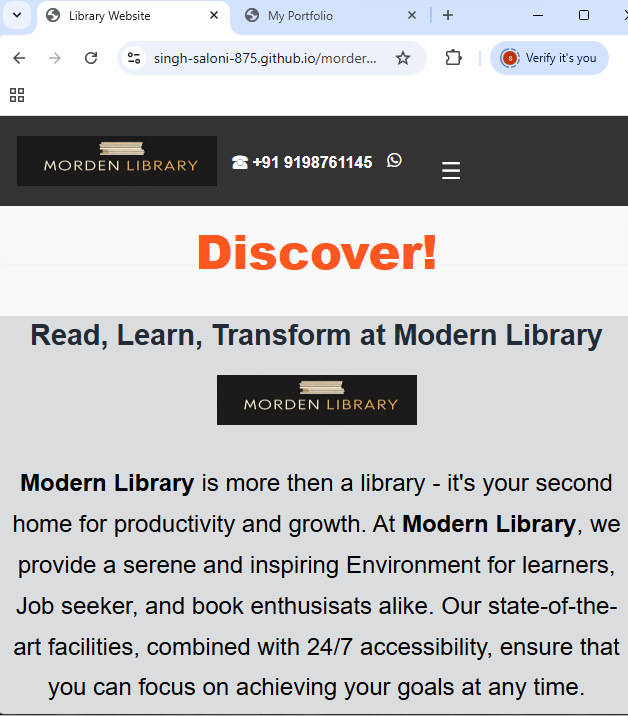 Library Website
My Portfolio
singh-saloni-875.github.io/morder...
Verify it's you
MORDEN LIBRARY
+91 9198761145
Discover!
Read, Learn, Transform at Modern Library
MORDEN LIBRARY
Modern Library is more then a library - it's your second
home for productivity and growth. At Modern Library, we
provide a serene and inspiring Environment for learners,
Job seeker, and book enthusisats alike. Our state-of-the-
art facilities, combined with 24/7 accessibility, ensure that
you can focus on achieving your goals at any time.